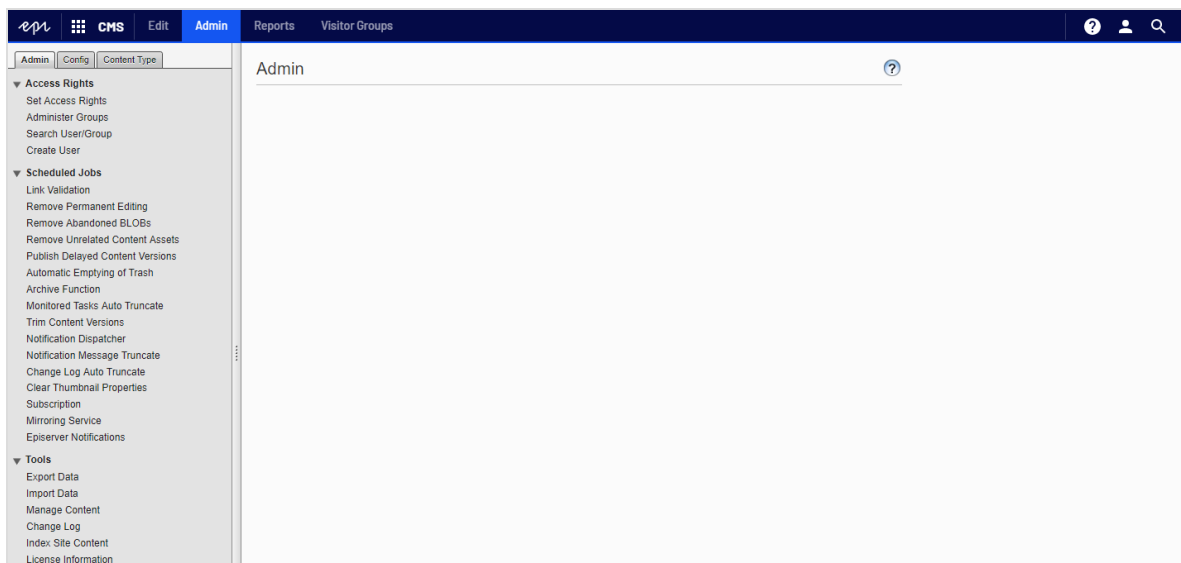 epi CMS Edit Admin Reports Visitor Groups ?
Admin Config Content Type
Admin ?
Access Rights
Set Access Rights
Administer Groups
Search User/Group
Create User
Scheduled Jobs
Link Validation
Remove Permanent Editing
Remove Abandoned BLOBs
Remove Unrelated Content Assets
Publish Delayed Content Versions
Automatic Emptying of Trash
Archive Function
Monitored Tasks Auto Truncate
Trim Content Versions
Notification Dispatcher
Notification Message Truncate
Change Log Auto Truncate
Clear Thumbnail Properties
Subscription
Mirroring Service
Episerver Notifications
Tools
Export Data
Import Data
Manage Content
Change Log
Index Site Content
License Information